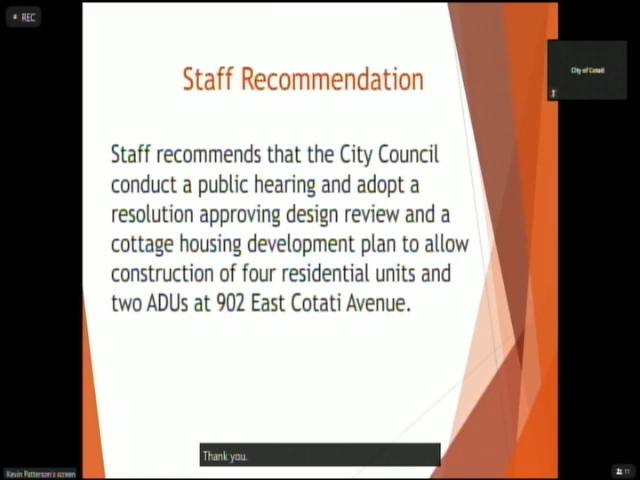 REC
City of Cotati
Staff Recommendation
Staff recommends that the City Council
conduct a public hearing and adopt a
resolution approving design review and a
cottage housing development plan to allow
construction of four residential units and
two ADUs at 902 East Cotati Avenue.
Thank you.
Kevin Patterson's screen
11